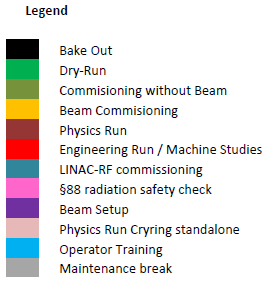 Legend
Bake Out
Dry-Run
Commisioning without Beam
Beam Commisioning
Physics Run
Engineering Run / Machine Studies
LINAC-RF commissioning
§88 radiation safety check
Beam Setup
Physics Run Cryring standalone
Operator Training
Maintenance break